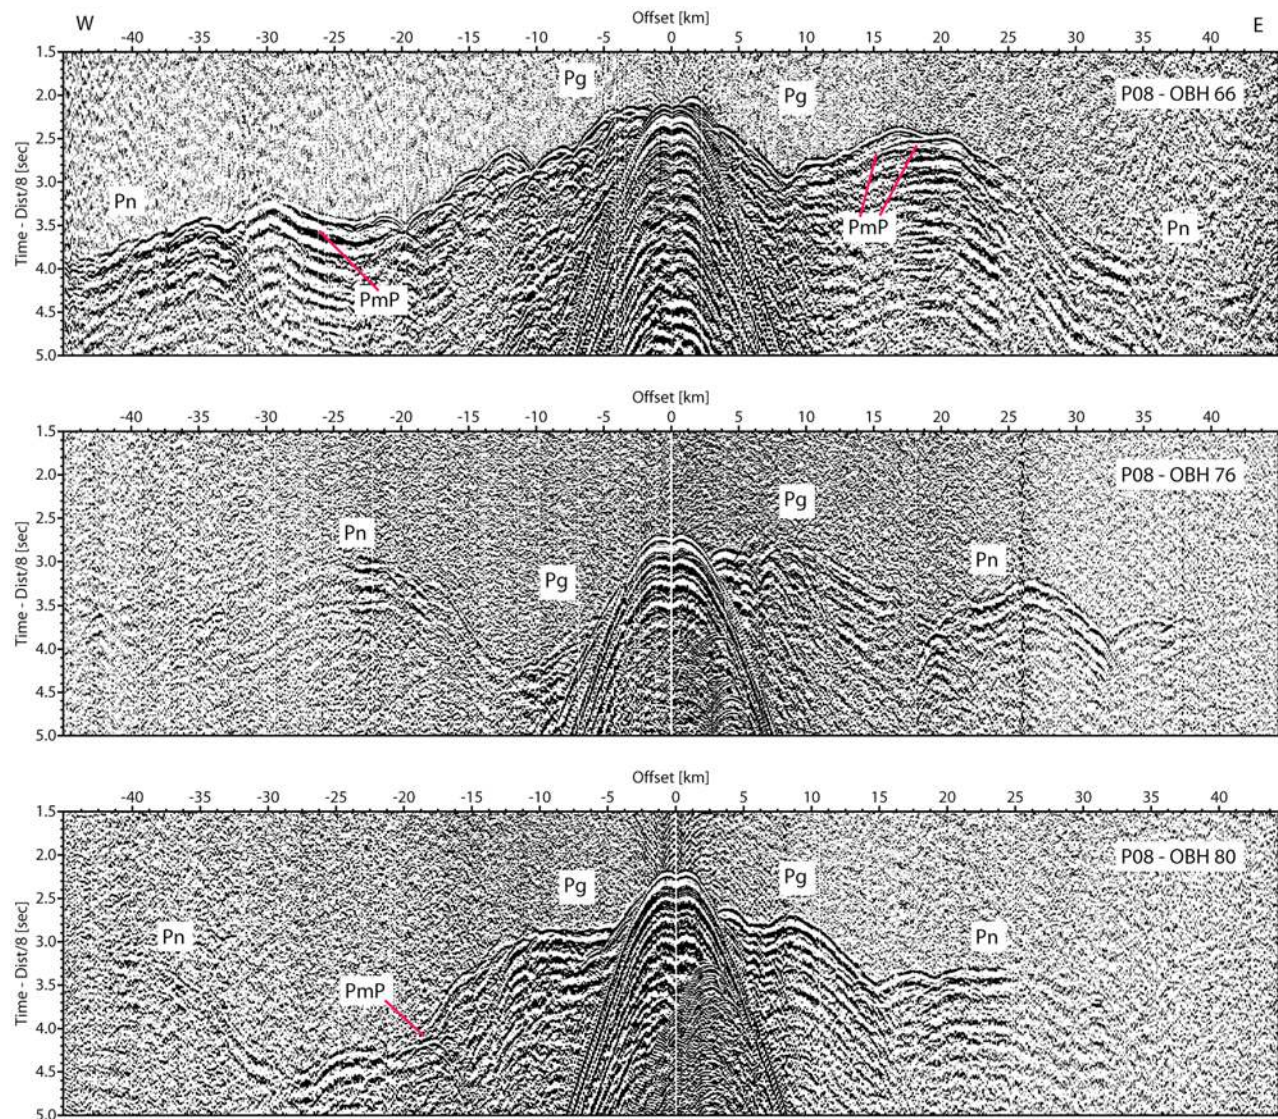 W Offset [km] E
-40 -35 -30 -25 -20 -15 -10 -5 0 5 10 15 20 25 30 35 40
1.5
Pg Pg P08 - OBH 66
2.0
2.5
3.0
Pn
3.5
PmP Pn
4.0
PmP
4.5
5.0
Time - Dist/8 [sec]
Offset [km]
-40 -35 -30 -25 -20 -15 -10 -5 0 5 10 15 20 25 30 35 40
1.5
P08 - OBH 76
2.0
Pg
2.5
Pn Pn
3.0
Pg
3.5
4.0
4.5
5.0
Time - Dist/8 [sec]
Offset [km]
-40 -35 -30 -25 -20 -15 -10 -5 0 5 10 15 20 25 30 35 40
1.5
P08 - OBH 80
2.0
Pg Pg
2.5
Pn Pn
3.0
3.5
PmP
4.0
4.5
5.0
Time - Dist/8 [sec]